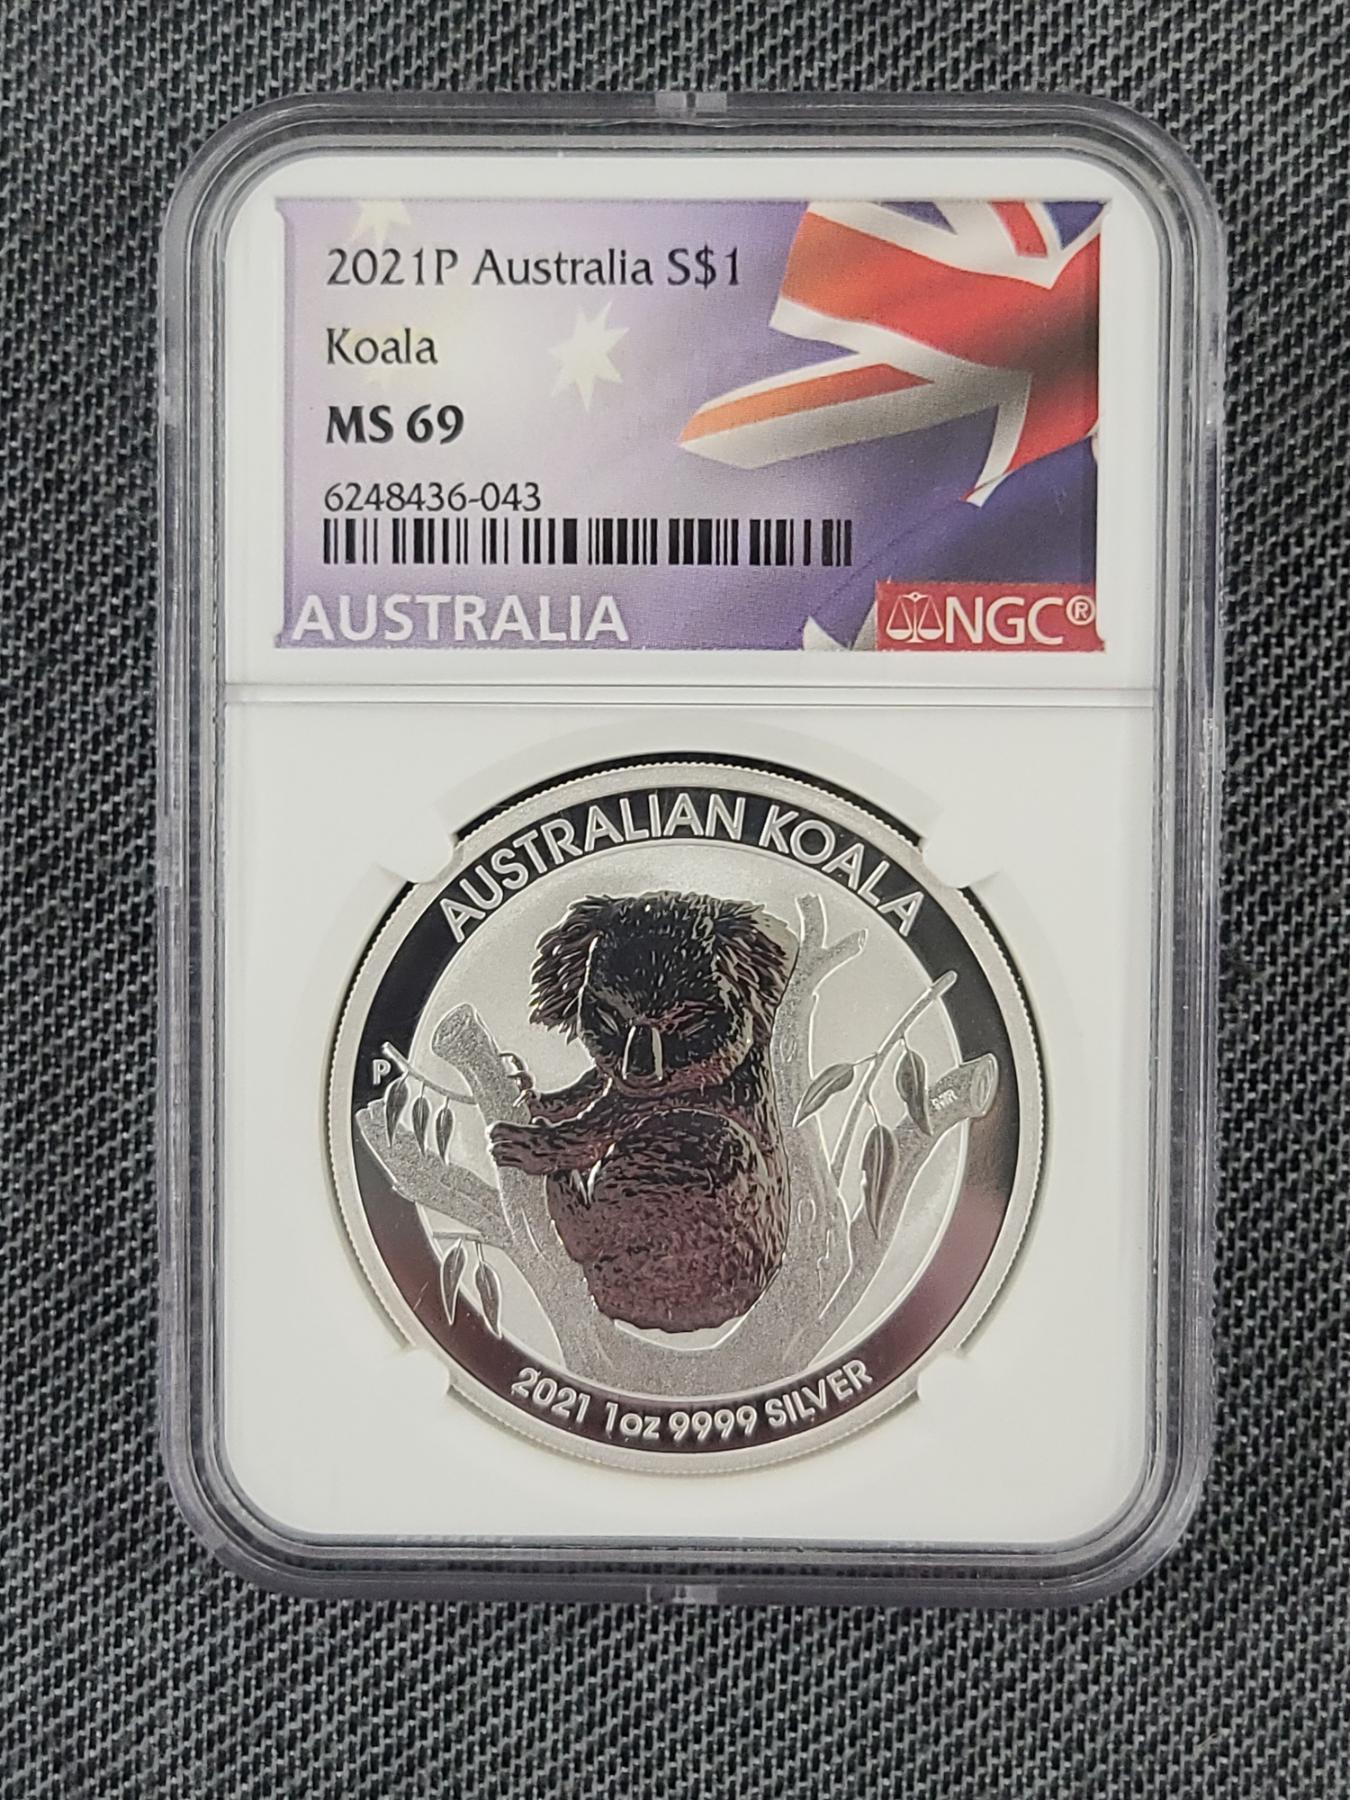 2021P Australia S$1
Koala
MS 69
6248436-043
AUSTRALIA
NGC®
AUSTRALIAN KOALA
P
2021 1oz 9999 SILVER